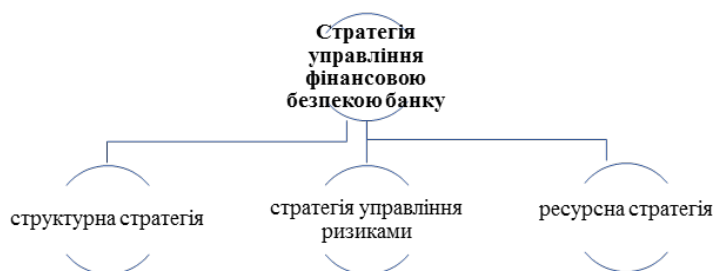 Стратегія
управління
фінансовою
безпекою банку
структурна стратегія
стратегія управління
ризиками
ресурсна стратегія